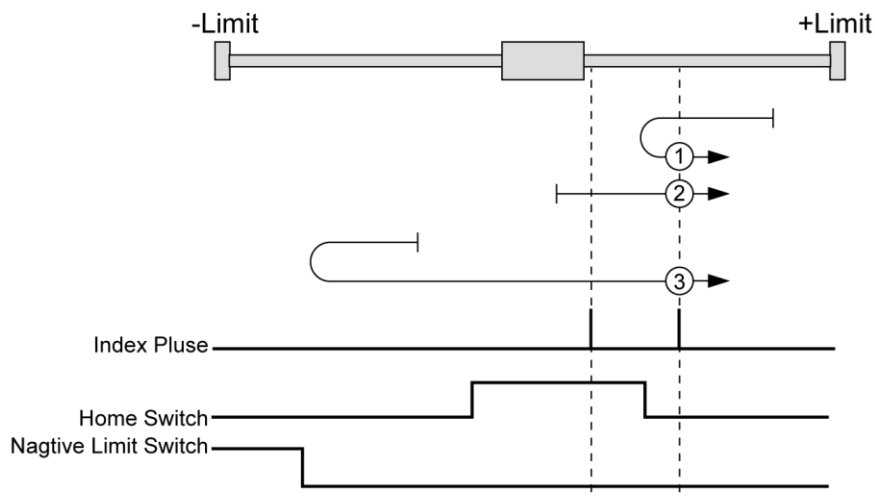 -Limit
+Limit
1
2
3
Index Pluse
Home Switch
Nagtive Limit Switch